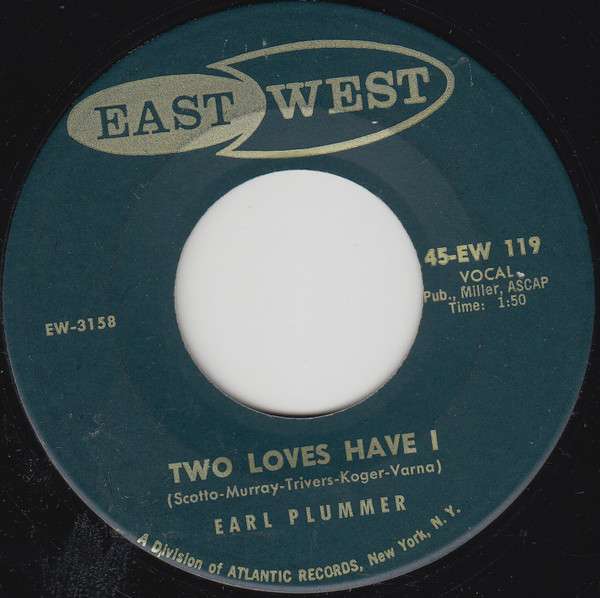 EAST WEST
45-EW 119
VOCAL
Pub., Miller, ASCAP
Time: 1:50
EW-3158
TWO LOVES HAVE I
(Scotto-Murray-Trivers-Koger-Varna)
EARL PLUMMER
A Division of ATLANTIC RECORDS, New York, N.Y.